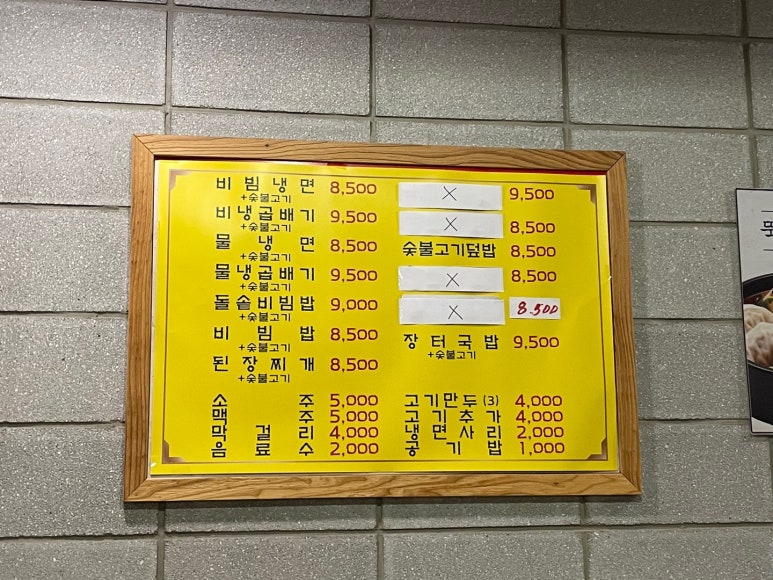 비빔냉면 8,500
+숯불고기
비냉곱배기 9,500
+숯불고기
물냉면 8,500
+숯불고기
물냉곱배기 9,500
+숯불고기
돌솥비빔밥 9,000
+숯불고기
비빔밥 8,500
+숯불고기
된장찌개 8,500
+숯불고기
소주 5,000
맥주 5,000
막걸리 4,000
음료수 2,000
X 9,500
X 8,500
숯불고기덮밥 8,500
X 8,500
X 8.500
장터국밥 9,500
+숯불고기
고기만두(3) 4,000
고기추가 4,000
냉면사리 2,000
공기밥 1,000